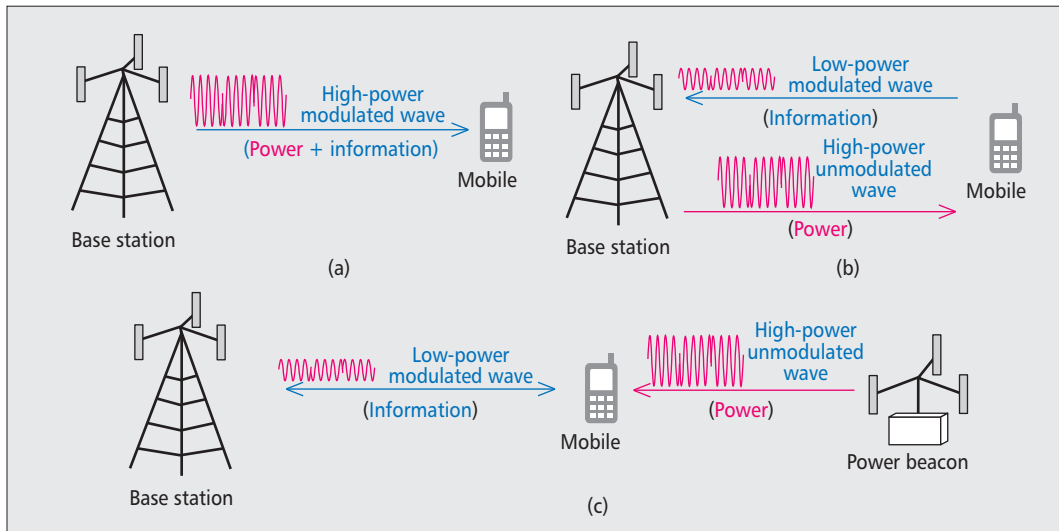 High-power
modulated wave
(Power + information)
Mobile
Base station
(a)
Low-power
modulated wave
(Information)
High-power
unmodulated
wave
(Power)
Mobile
Base station
(b)
Low-power
modulated wave
(Information)
Mobile
High-power
unmodulated
wave
(Power)
Base station
Power beacon
(c)